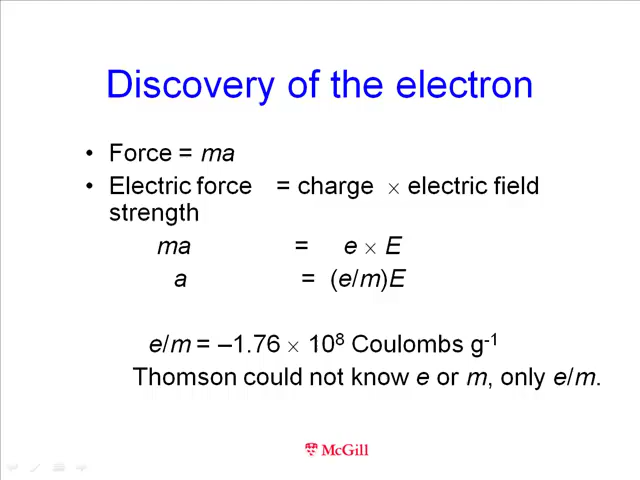 Discovery of the electron
• Force = ma
• Electric force = charge × electric field
strength
ma = e × E
a = (e/m)E
e/m = –1.76 × 10⁸ Coulombs g⁻¹
Thomson could not know e or m, only e/m.
McGill